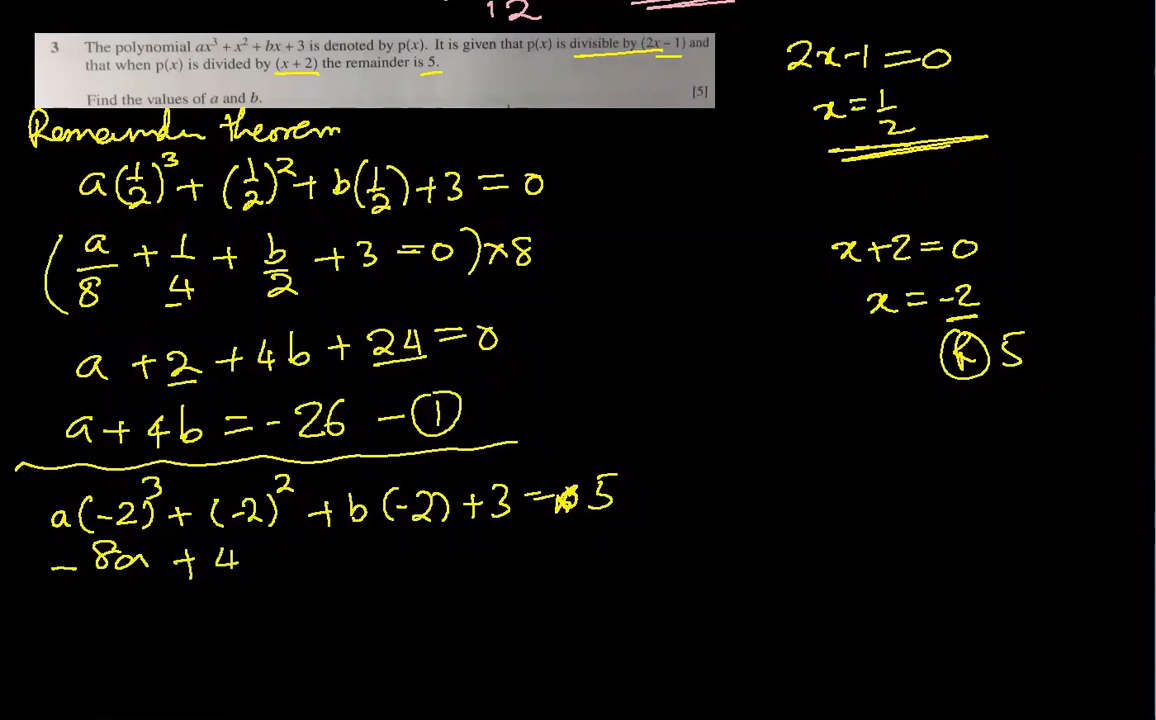 12
3 The polynomial ax³ + x² + bx + 3 is denoted by p(x). It is given that p(x) is divisible by (2x − 1) and
that when p(x) is divided by (x + 2) the remainder is 5.
Find the values of a and b. [5]
Remainder theorem
a(1/2)³ + (1/2)² + b(1/2) + 3 = 0
(a/8 + 1/4 + b/2 + 3 = 0) × 8
a + 2 + 4b + 24 = 0
a + 4b = - 26 - ①
a(-2)³ + (-2)² + b(-2) + 3 = 5
- 8a + 4
2x-1 = 0
x = 1/2
x+2 = 0
x = -2
R 5